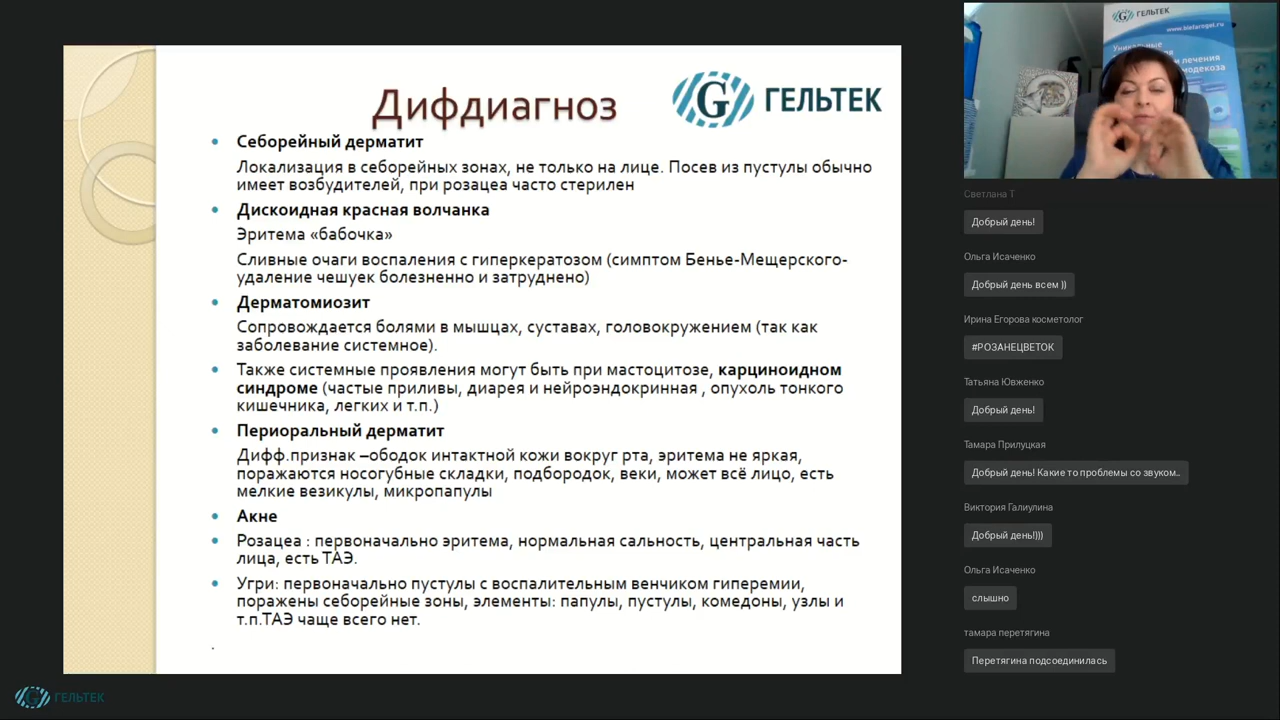 Дифдиагноз
ГЕЛЬТЕК
• Себорейный дерматит
Локализация в себорейных зонах, не только на лице. Посев из пустулы обычно
имеет возбудителей, при розацеа часто стерилен
• Дискоидная красная волчанка
Эритема «бабочка»
Сливные очаги воспаления с гиперкератозом (симптом Бенье-Мещерского-
удаление чешуек болезненно и затруднено)
• Дерматомиозит
Сопровождается болями в мышцах, суставах, головокружением (так как
заболевание системное).
• Также системные проявления могут быть при мастоцитозе, карциноидном
синдроме (частые приливы, диарея и нейроэндокринная , опухоль тонкого
кишечника, легких и т.п.)
• Периоральный дерматит
Дифф.признак –ободок интактной кожи вокруг рта, эритема не яркая,
поражаются носогубные складки, подбородок, веки, может всё лицо, есть
мелкие везикулы, микропапулы
• Акне
• Розацеа : первоначально эритема, нормальная сальность, центральная часть
лица, есть ТАЭ.
• Угри: первоначально пустулы с воспалительным венчиком гиперемии,
поражены себорейные зоны, элементы: папулы, пустулы, комедоны, узлы и
т.п.ТАЭ чаще всего нет.
.
ГЕЛЬТЕК
ГЕЛЬТЕК
www.blefarogel.ru
Уникальные
лечения
Светлана Т
Добрый день!
Ольга Исаченко
Добрый день всем ))
Ирина Егорова косметолог
#РОЗАНЕЦВЕТОК
Татьяна Ювженко
Добрый день!
Тамара Прилуцкая
Добрый день! Какие то проблемы со звуком..
Виктория Галиулина
Добрый день!)))
Ольга Исаченко
слышно
тамара перетягина
Перетягина подсоединилась